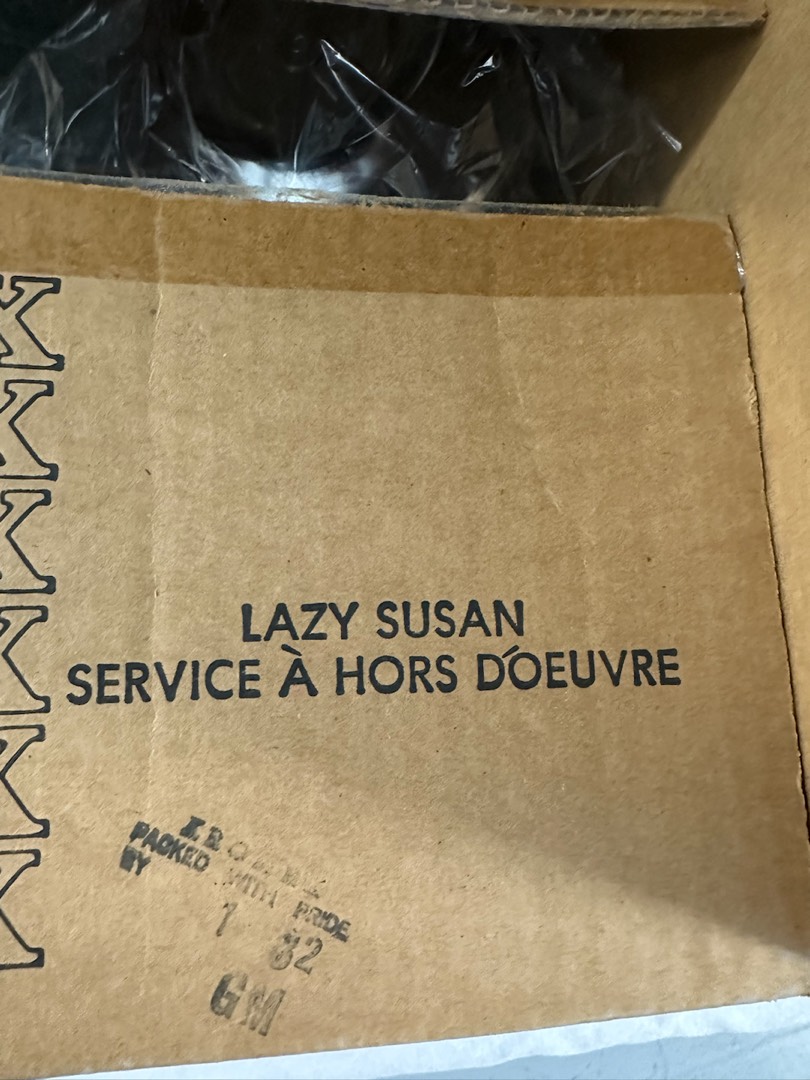 LAZY SUSAN
SERVICE À HORS D'OEUVRE
PACKED WITH PRIDE
BY
1 82
GM